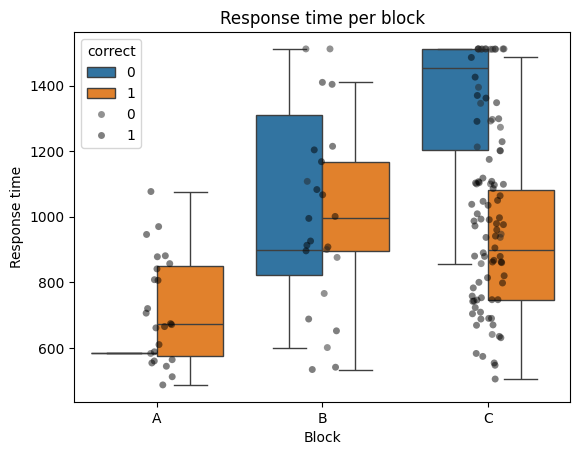 Response time per block
correct
0
1
0
1
Response time
1400
1200
1000
800
600
A B C
Block